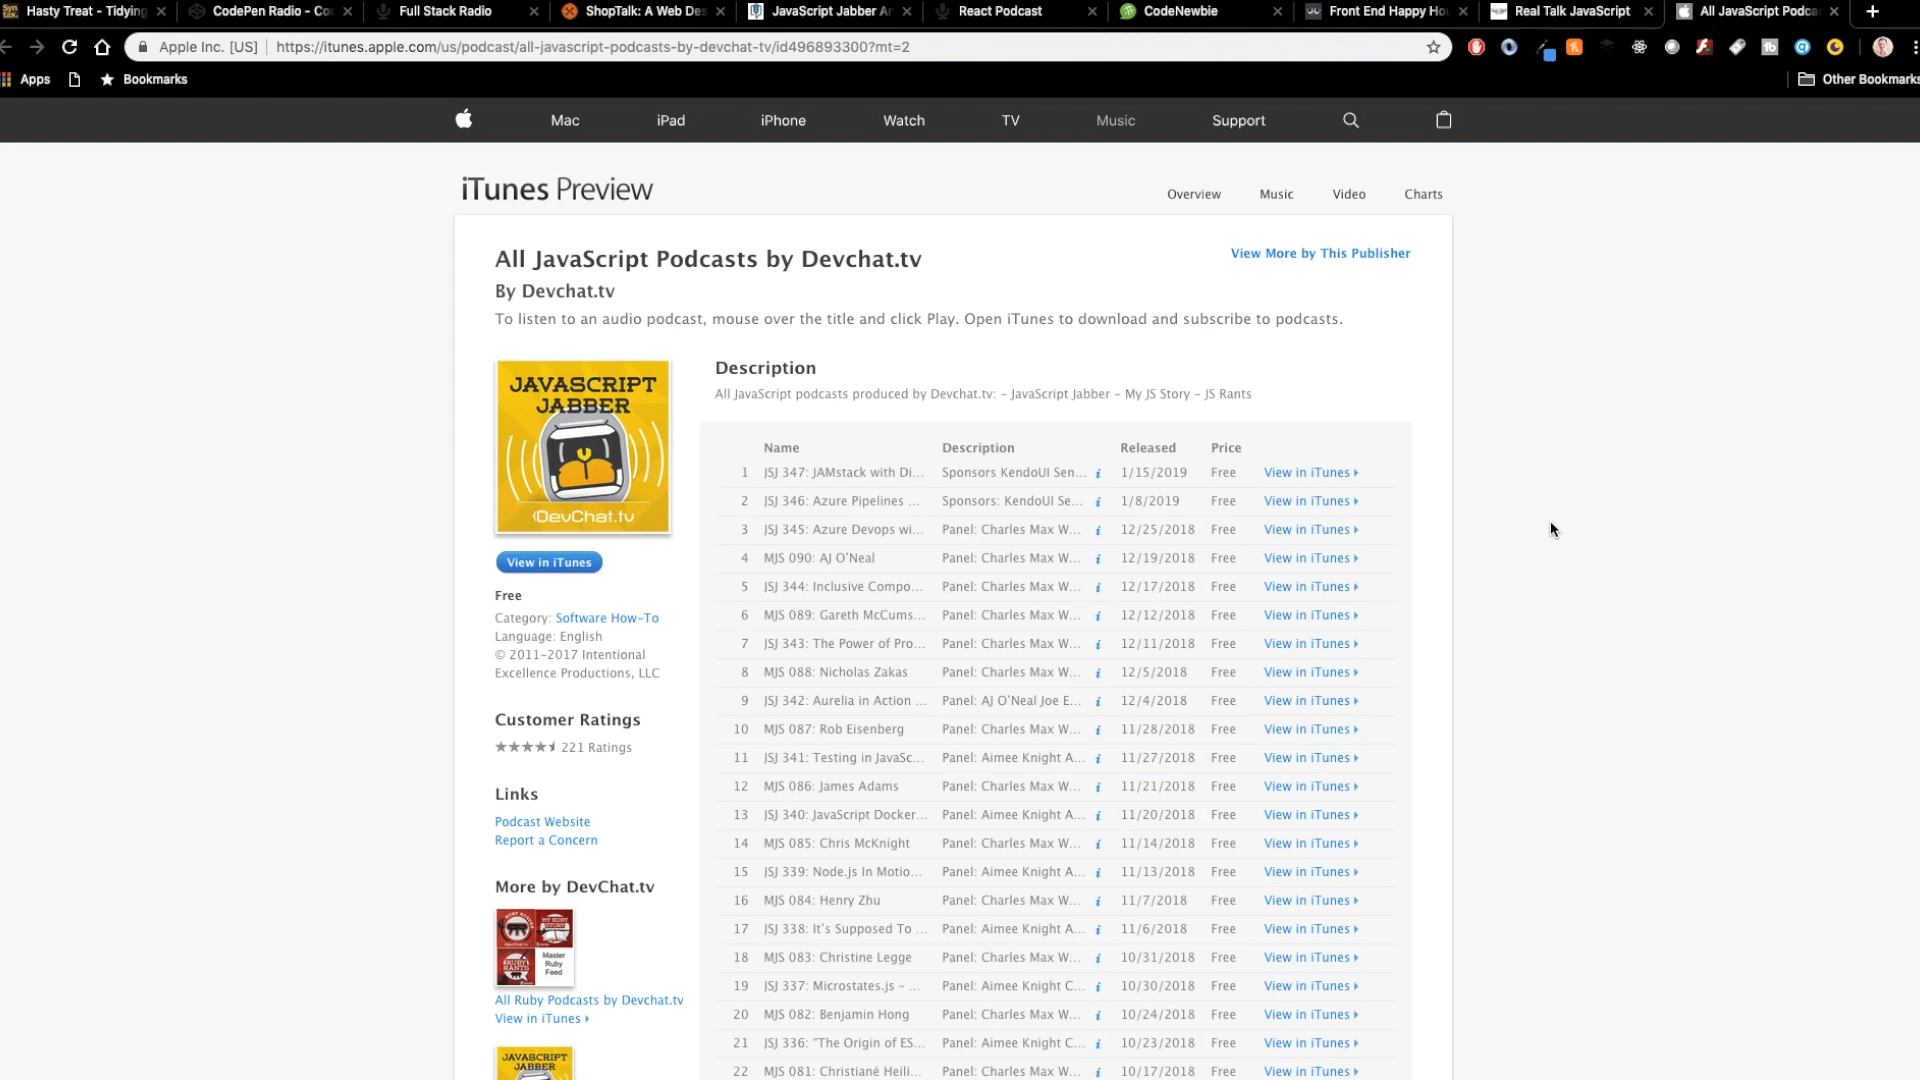 Hasty Treat - Tidying
CodePen Radio - Co
Full Stack Radio
ShopTalk: A Web Des
JavaScript Jabber A
React Podcast
CodeNewbie
Front End Happy Ho
Real Talk JavaScript
All JavaScript Podca
Apple Inc. [US]
https://itunes.apple.com/us/podcast/all-javascript-podcasts-by-devchat-tv/id496893300?mt=2
Apps
Bookmarks
Other Bookmarks
Mac
iPad
iPhone
Watch
TV
Music
Support
iTunes Preview
Overview
Music
Video
Charts
All JavaScript Podcasts by Devchat.tv
View More by This Publisher
By Devchat.tv
To listen to an audio podcast, mouse over the title and click Play. Open iTunes to download and subscribe to podcasts.
JAVASCRIPT
JABBER
DevChat.tv
View in iTunes
Free
Category: Software How-To
Language: English
© 2011-2017 Intentional
Excellence Productions, LLC
Customer Ratings
221 Ratings
Links
Podcast Website
Report a Concern
More by DevChat.tv
Master
Ruby
Feed
All Ruby Podcasts by Devchat.tv
View in iTunes
JAVASCRIPT
JABBER
Description
All JavaScript podcasts produced by Devchat.tv: - JavaScript Jabber - My JS Story - JS Rants
Name Description Released Price
1 JSJ 347: JAMstack with Di... Sponsors KendoUI Sen... i 1/15/2019 Free View in iTunes
2 JSJ 346: Azure Pipelines ... Sponsors: KendoUI Se... i 1/8/2019 Free View in iTunes
3 JSJ 345: Azure Devops wi... Panel: Charles Max W... i 12/25/2018 Free View in iTunes
4 MJS 090: AJ O'Neal Panel: Charles Max W... i 12/19/2018 Free View in iTunes
5 JSJ 344: Inclusive Compo... Panel: Charles Max W... i 12/17/2018 Free View in iTunes
6 MJS 089: Gareth McCums... Panel: Charles Max W... i 12/12/2018 Free View in iTunes
7 JSJ 343: The Power of Pro... Panel: Charles Max W... i 12/11/2018 Free View in iTunes
8 MJS 088: Nicholas Zakas Panel: Charles Max W... i 12/5/2018 Free View in iTunes
9 JSJ 342: Aurelia in Action ... Panel: AJ O'Neal Joe E... i 12/4/2018 Free View in iTunes
10 MJS 087: Rob Eisenberg Panel: Charles Max W... i 11/28/2018 Free View in iTunes
11 JSJ 341: Testing in JavaSc... Panel: Aimee Knight A... i 11/27/2018 Free View in iTunes
12 MJS 086: James Adams Panel: Charles Max W... i 11/21/2018 Free View in iTunes
13 JSJ 340: JavaScript Docker... Panel: Aimee Knight A... i 11/20/2018 Free View in iTunes
14 MJS 085: Chris McKnight Panel: Charles Max W... i 11/14/2018 Free View in iTunes
15 JSJ 339: Node.js In Motio... Panel: Aimee Knight A... i 11/13/2018 Free View in iTunes
16 MJS 084: Henry Zhu Panel: Charles Max W... i 11/7/2018 Free View in iTunes
17 JSJ 338: It's Supposed To ... Panel: Aimee Knight A... i 11/6/2018 Free View in iTunes
18 MJS 083: Christine Legge Panel: Charles Max W... i 10/31/2018 Free View in iTunes
19 JSJ 337: Microstates.js - ... Panel: Aimee Knight C... i 10/30/2018 Free View in iTunes
20 MJS 082: Benjamin Hong Panel: Charles Max W... i 10/24/2018 Free View in iTunes
21 JSJ 336: "The Origin of ES... Panel: Aimee Knight C... i 10/23/2018 Free View in iTunes
22 MJS 081: Christiané Heili... Panel: Charles Max W... i 10/17/2018 Free View in iTunes